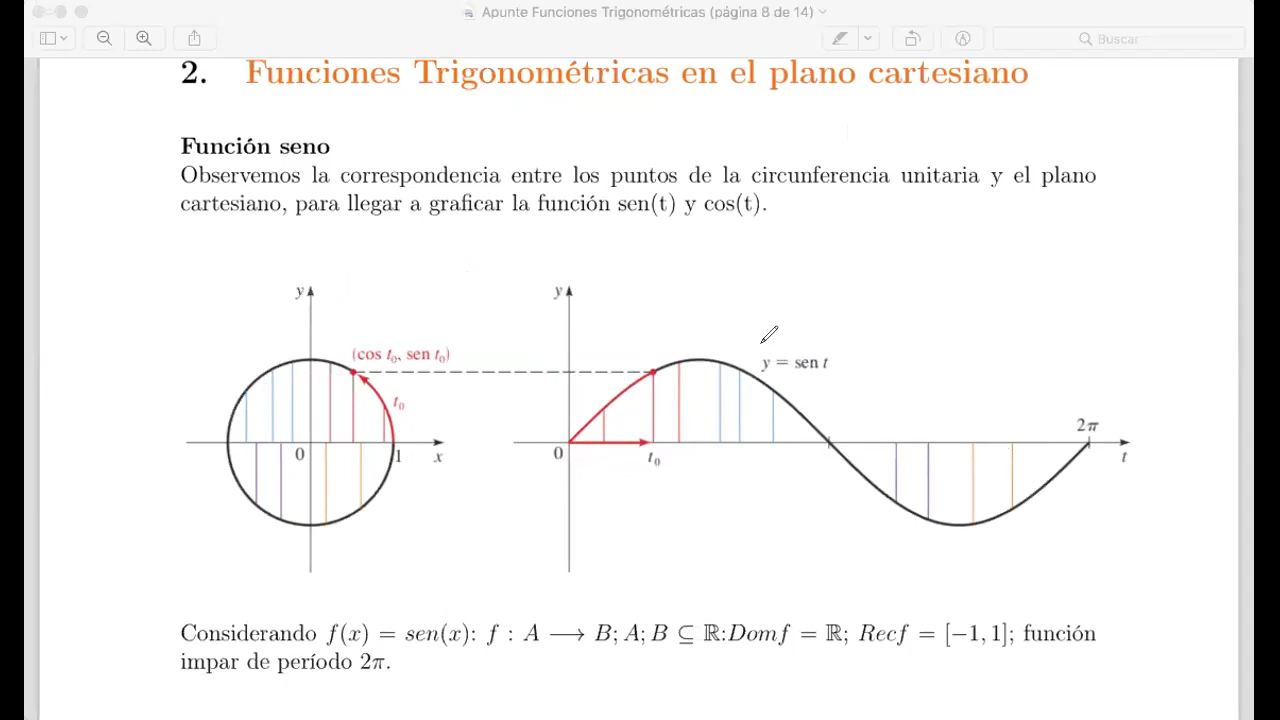 Apunte Funciones Trigonométricas (página 8 de 14)
Buscar
2. Funciones Trigonométricas en el plano cartesiano
Función seno
Observemos la correspondencia entre los puntos de la circunferencia unitaria y el plano
cartesiano, para llegar a graficar la función sen(t) y cos(t).
y
(cos t₀, sen t₀)
t₀
0
1
x
y
y = sen t
2π
0
t₀
t
Considerando f(x) = sen(x): f : A ⟶ B; A; B ⊆ ℝ:Domf = ℝ; Recf = [−1, 1]; función
impar de período 2π.